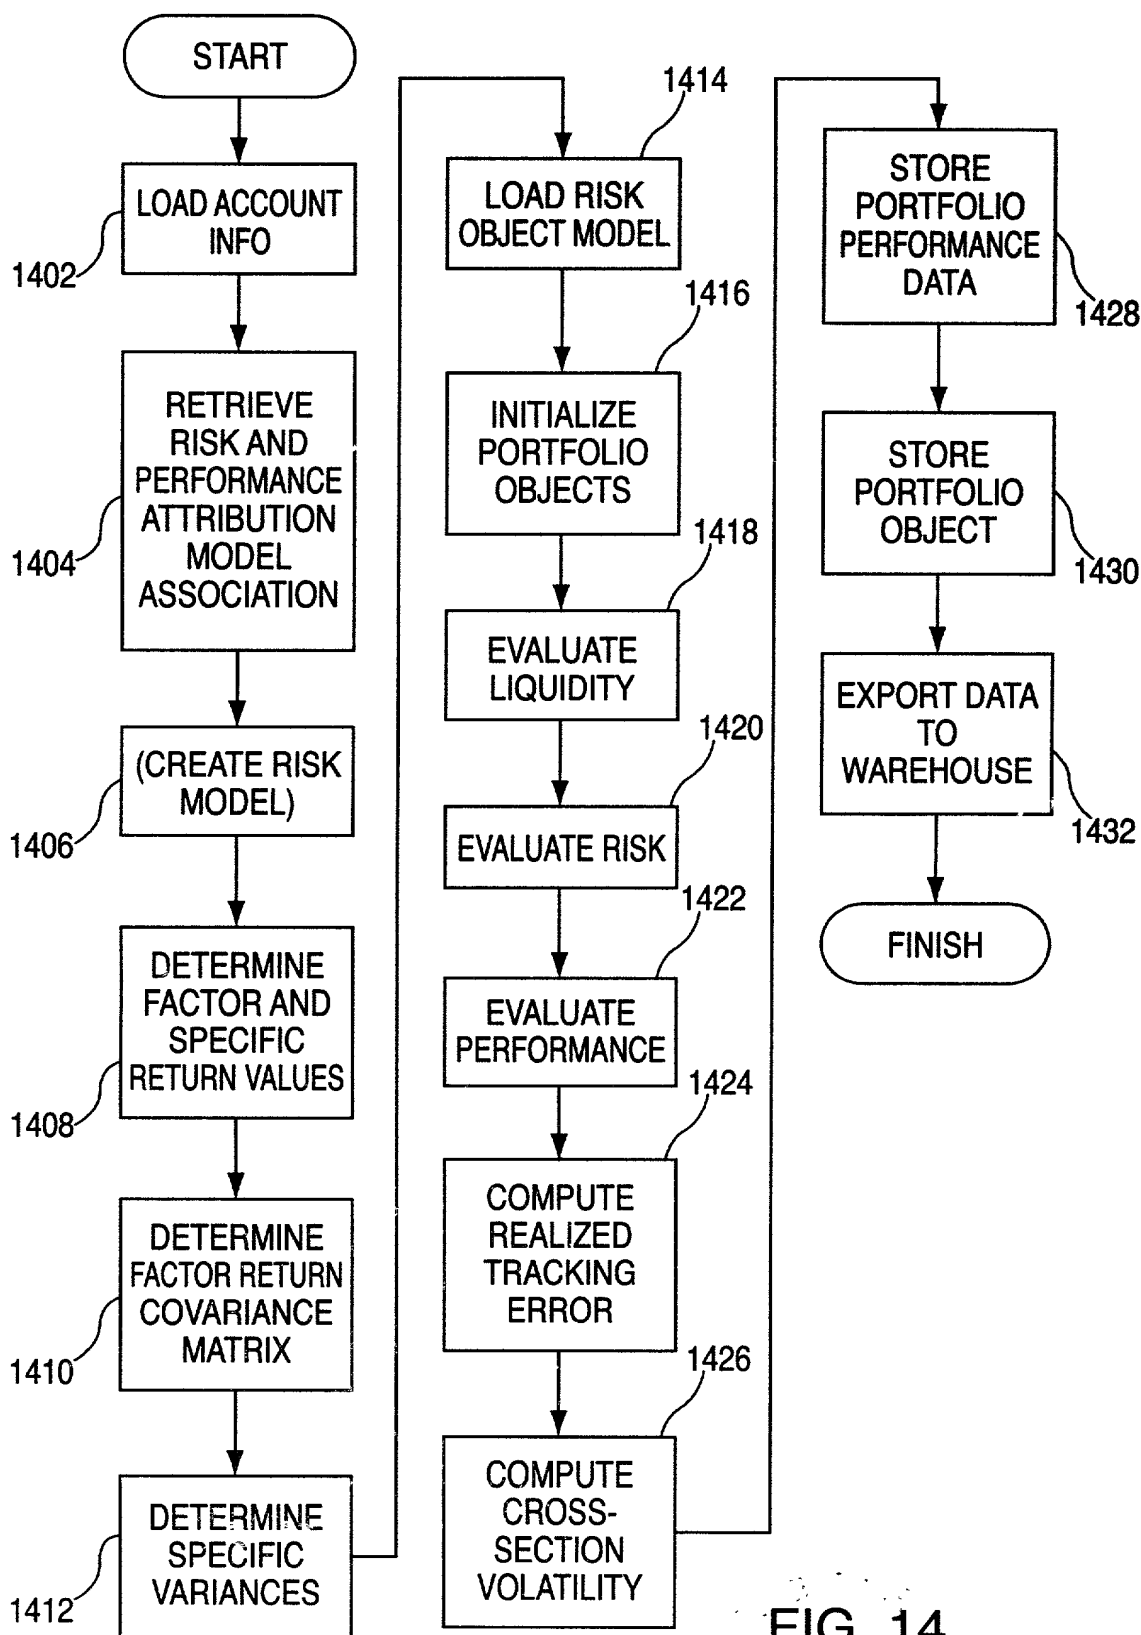 START
LOAD ACCOUNT
INFO
1402
RETRIEVE
RISK AND
PERFORMANCE
ATTRIBUTION
MODEL
ASSOCIATION
1404
(CREATE RISK
MODEL)
1406
DETERMINE
FACTOR AND
SPECIFIC
RETURN VALUES
1408
DETERMINE
FACTOR RETURN
COVARIANCE
MATRIX
1410
DETERMINE
SPECIFIC
VARIANCES
1412
1414
LOAD RISK
OBJECT MODEL
1416
INITIALIZE
PORTFOLIO
OBJECTS
1418
EVALUATE
LIQUIDITY
1420
EVALUATE RISK
1422
EVALUATE
PERFORMANCE
1424
COMPUTE
REALIZED
TRACKING
ERROR
1426
COMPUTE
CROSS-
SECTION
VOLATILITY
STORE
PORTFOLIO
PERFORMANCE
DATA
1428
STORE
PORTFOLIO
OBJECT
1430
EXPORT DATA
TO
WAREHOUSE
1432
FINISH
FIG. 14